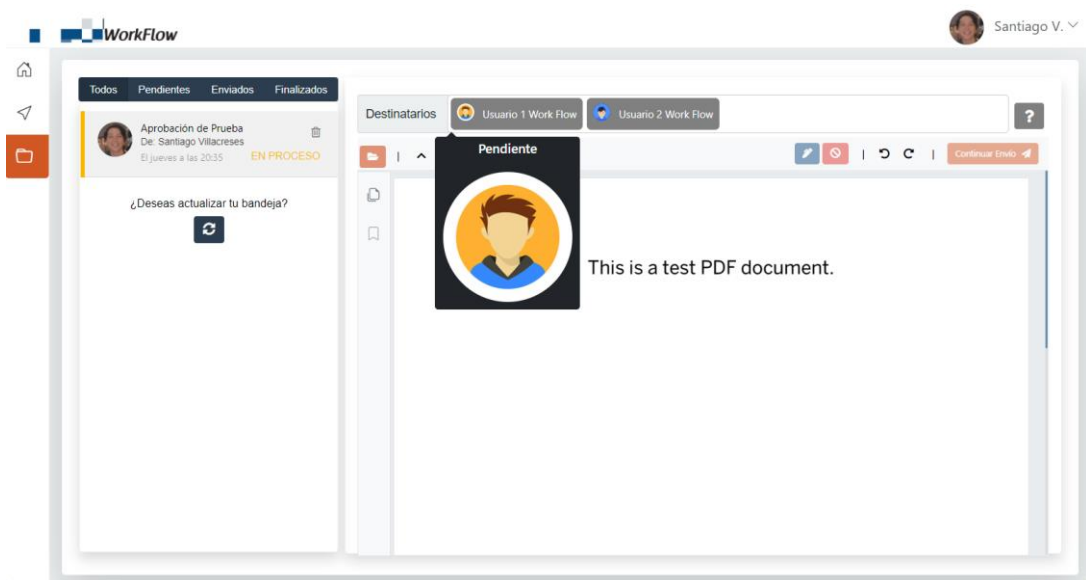 WorkFlow
Santiago V.
Todos Pendientes Enviados Finalizados
Aprobación de Prueba
De: Santiago Villacreses
El jueves a las 20:35 EN PROCESO
¿Deseas actualizar tu bandeja?
Destinatarios Usuario 1 Work Flow Usuario 2 Work Flow ?
Pendiente
Continuar Envío
This is a test PDF document.